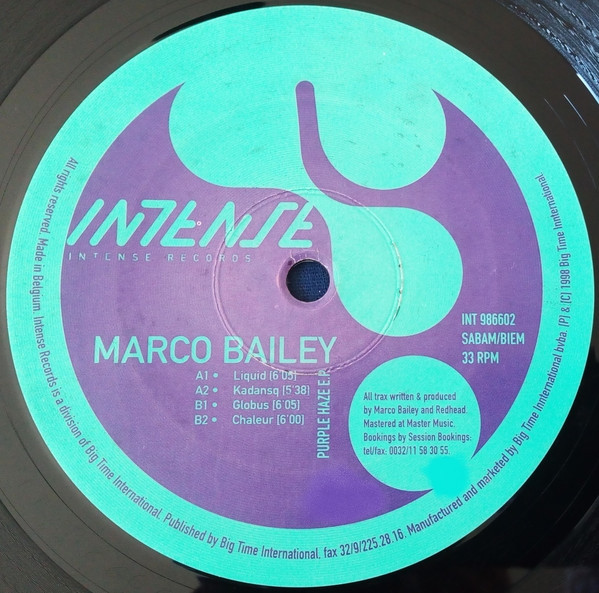 INTENSE
INTENSE RECORDS
MARCO BAILEY
A1 • Liquid [6'05]
A2 • Kadansq [5'38]
B1 • Globus [6'05]
B2 • Chaleur [6'00]
PURPLE HAZE E.P.
INT 986602
SABAM/BIEM
33 RPM
All trax written & produced
by Marco Bailey and Redhead.
Mastered at Master Music.
Bookings by Session Bookings:
tel/fax: 0032/11 58 30 55.
All rights reserved. Made in Belgium. Intense Records is a division of Big Time International. Published by Big Time International, fax 32/9/225.28.16. Manufactured and marketed by Big Time International bvba. (P) & (C) 1998 Big Time International